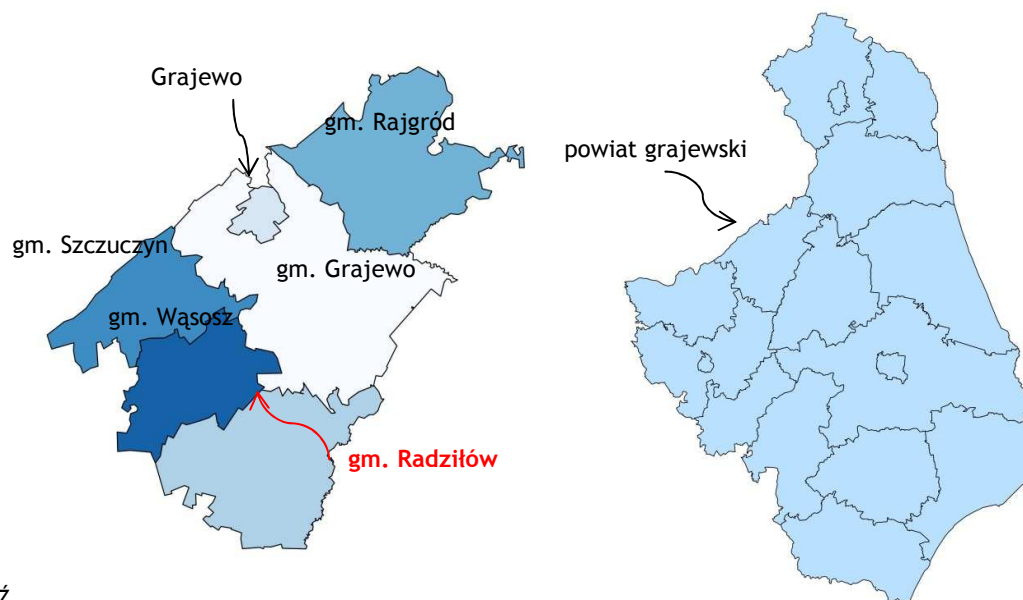 Grajewo
gm. Rajgród
powiat grajewski
gm. Szczuczyn
gm. Grajewo
gm. Wąsosz
gm. Radziłów
ź